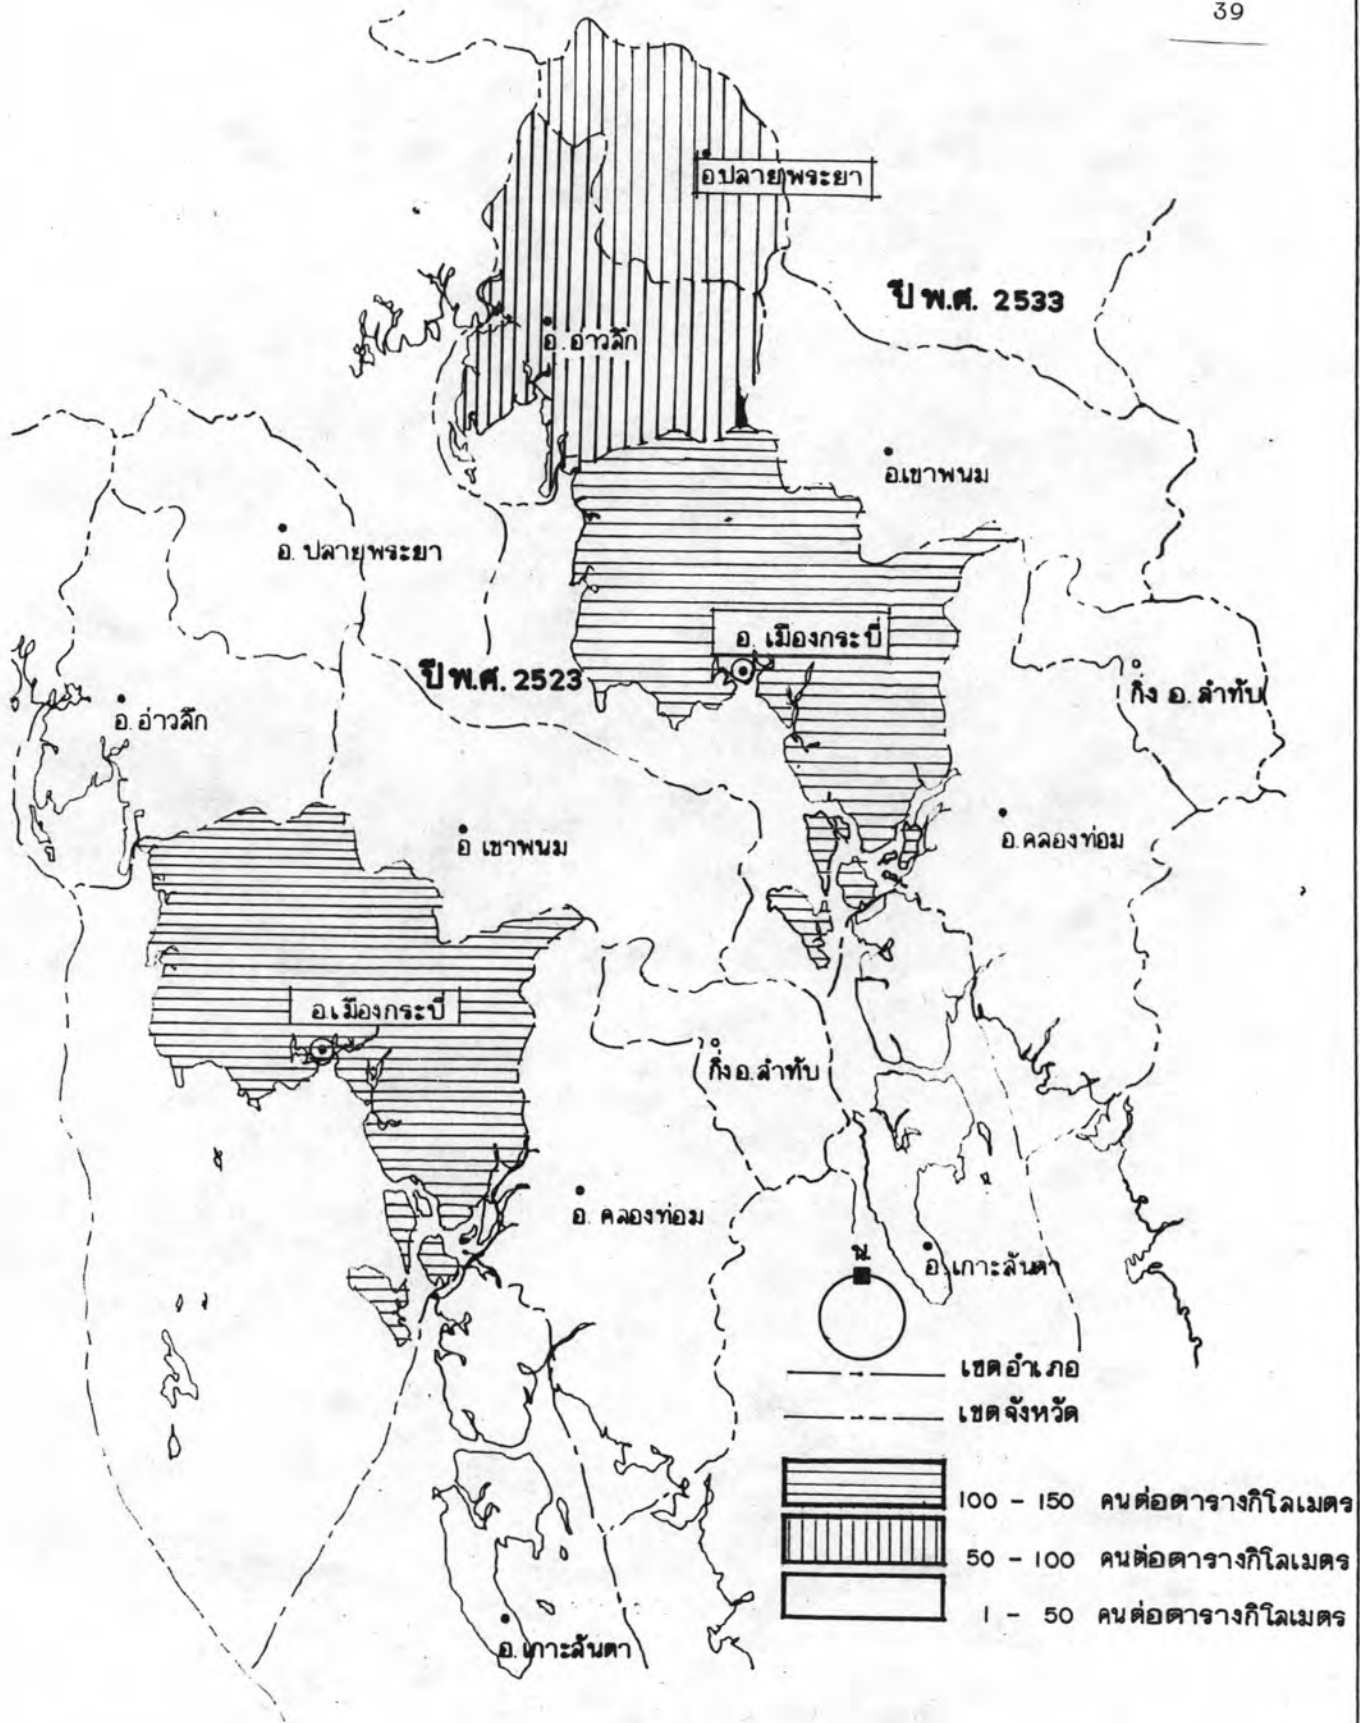 39
อ.ปลายพระยา
ปี พ.ศ. 2533
อ. อ่าวลึก
อ.เขาพนม
อ. ปลายพระยา
อ. เมืองกระบี่
ปี พ.ศ. 2523
กิ่ง อ. ลำทับ
อ. อ่าวลึก
อ เขาพนม
อ. คลองท่อม
อ.เมืองกระบี่
กิ่ง อ. ลำทับ
อ. คลองท่อม
น.
อ. เกาะลันตา
เขตอำเภอ
เขตจังหวัด
100 - 150 คนต่อตารางกิโลเมตร
50 - 100 คนต่อตารางกิโลเมตร
1 - 50 คนต่อตารางกิโลเมตร
อ. เกาะลันตา